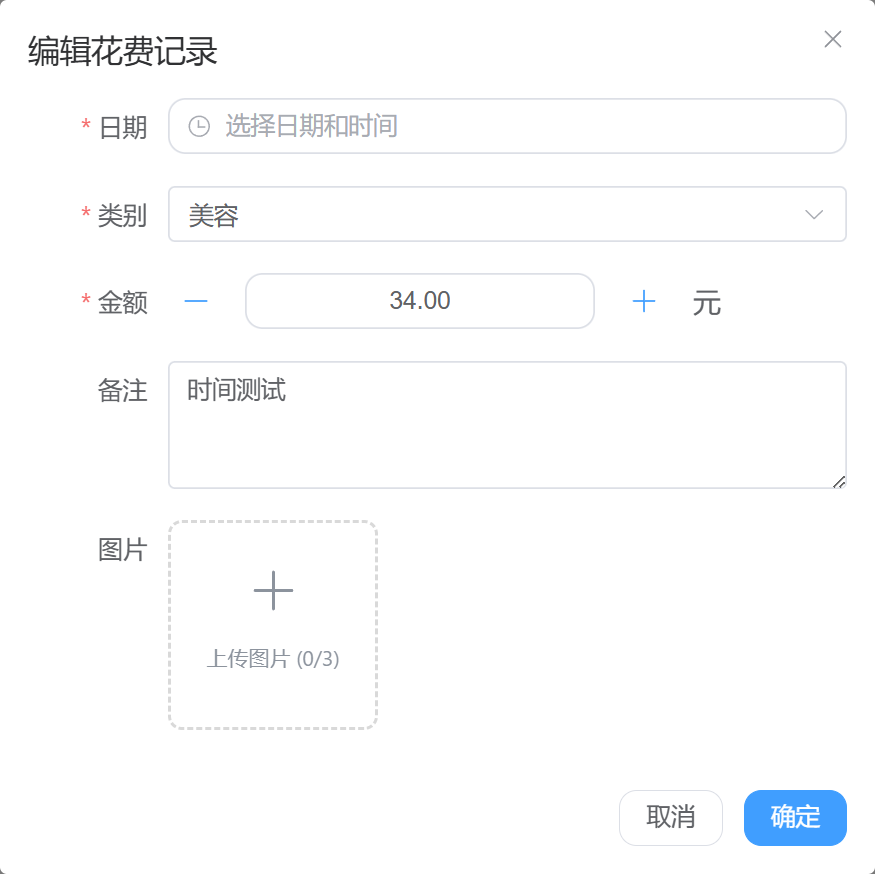 编辑花费记录
* 日期 选择日期和时间
* 类别 美容
* 金额 34.00 元
备注 时间测试
图片
上传图片 (0/3)
取消 确定